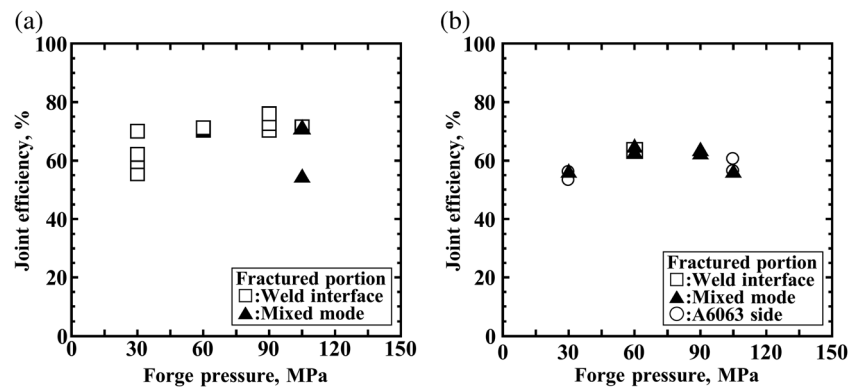 (a)
100
80
60
40
20
0
Joint efficiency, %
Fractured portion
□:Weld interface
▲:Mixed mode
0 30 60 90 120 150
Forge pressure, MPa
(b)
100
80
60
40
20
0
Joint efficiency, %
Fractured portion
□:Weld interface
▲:Mixed mode
○:A6063 side
0 30 60 90 120 150
Forge pressure, MPa